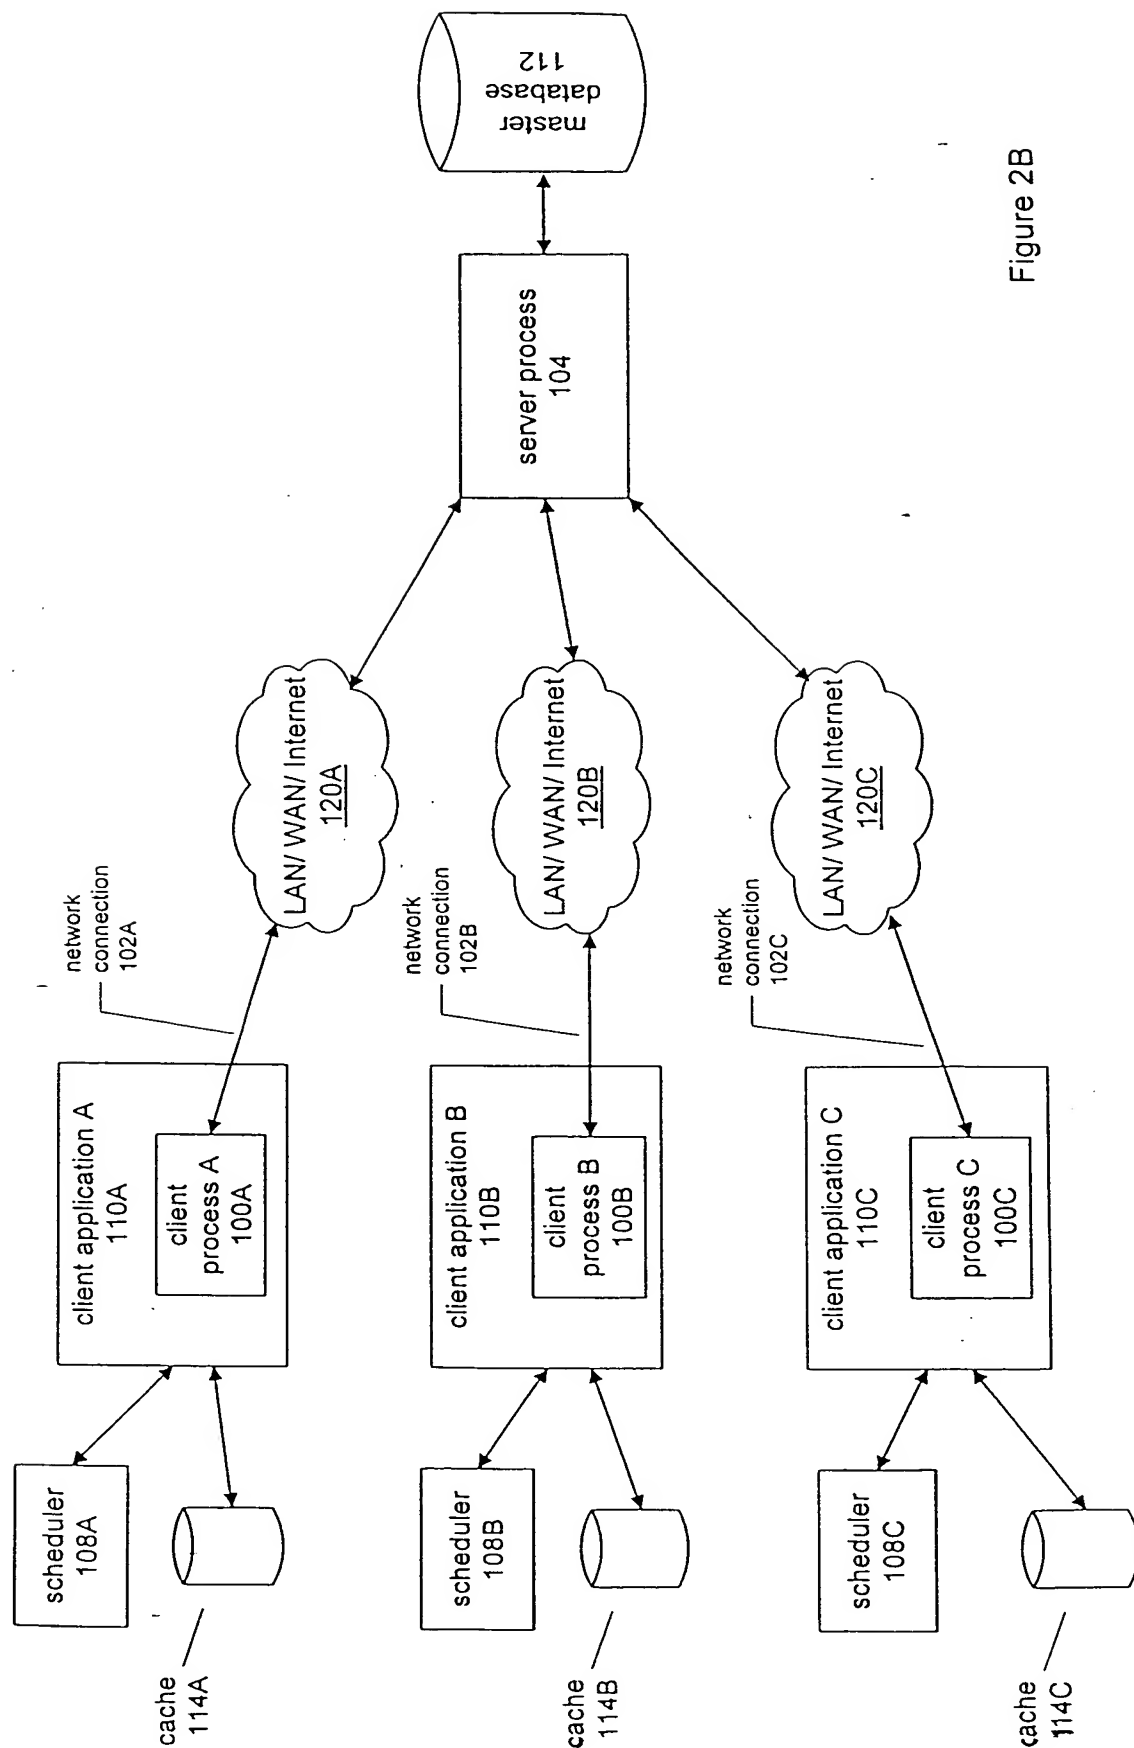 scheduler
108A
cache
114A
client application A
110A
client
process A
100A
network
connection
102A
LAN/ WAN/ Internet
120A
scheduler
108B
cache
114B
client application B
110B
client
process B
100B
network
connection
102B
LAN/ WAN/ Internet
120B
scheduler
108C
cache
114C
client application C
110C
client
process C
100C
network
connection
102C
LAN/ WAN/ Internet
120C
server process
104
master
database
112
Figure 2B